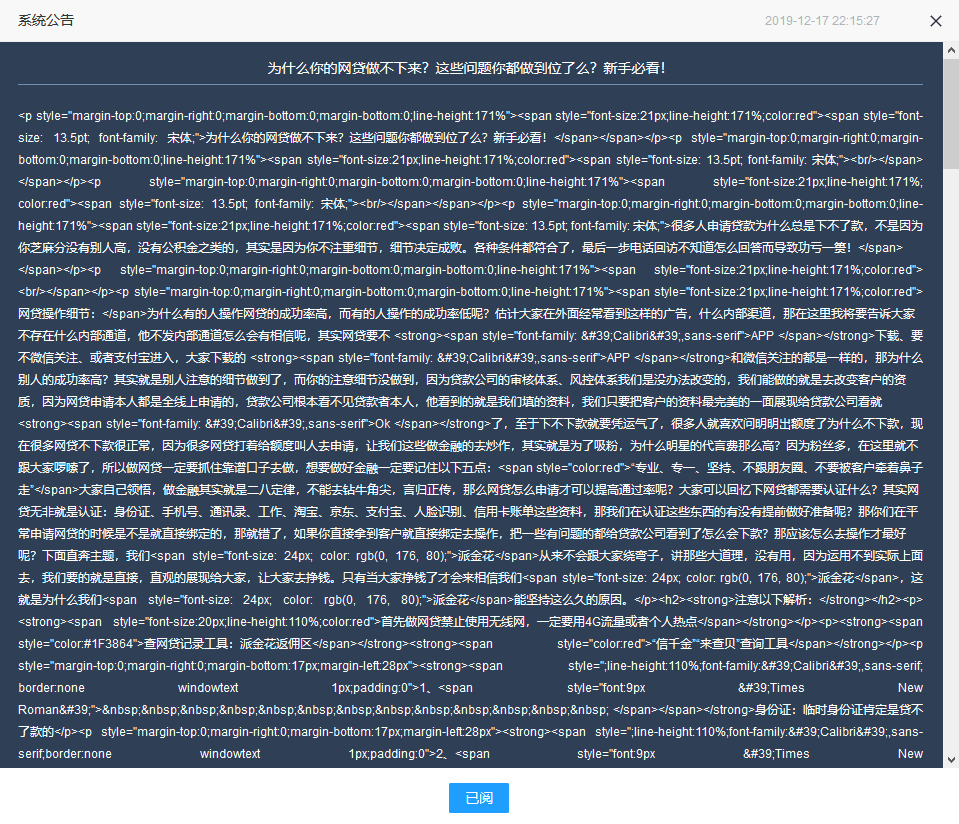 系统公告
2019-12-17 22:15:27
为什么你的网贷做不下来？这些问题你都做到位了么？新手必看！
<p style="margin-top:0;margin-right:0;margin-bottom:0;margin-bottom:0;line-height:171%"><span style="font-size:21px;line-height:171%;color:red"><span style="font-
size: 13.5pt; font-family: 宋体;">为什么你的网贷做不下来？这些问题你都做到位了么？新手必看！</span></span></p><p style="margin-top:0;margin-right:0;margin-
bottom:0;margin-bottom:0;line-height:171%"><span style="font-size:21px;line-height:171%;color:red"><span style="font-size: 13.5pt; font-family: 宋体;"><br/></span>
</span></p><p style="margin-top:0;margin-right:0;margin-bottom:0;margin-bottom:0;line-height:171%"><span style="font-size:21px;line-height:171%;
color:red"><span style="font-size: 13.5pt; font-family: 宋体;"><br/></span></span></p><p style="margin-top:0;margin-right:0;margin-bottom:0;margin-bottom:0;line-
height:171%"><span style="font-size:21px;line-height:171%;color:red"><span style="font-size: 13.5pt; font-family: 宋体;">很多人申请贷款为什么总是下不了款，不是因为
你芝麻分没有别人高，没有公积金之类的，其实是因为你不注重细节，细节决定成败。各种条件都符合了，最后一步电话回访不知道怎么回答而导致功亏一篑！</span>
</span></p><p style="margin-top:0;margin-right:0;margin-bottom:0;margin-bottom:0;line-height:171%"><span style="font-size:21px;line-height:171%;color:red">
<br/></span></p><p style="margin-top:0;margin-right:0;margin-bottom:0;margin-bottom:0;line-height:171%"><span style="font-size:21px;line-height:171%;color:red">
网贷操作细节：</span>为什么有的人操作网贷的成功率高，而有的人操作的成功率低呢？估计大家在外面经常看到这样的广告，什么内部渠道，那在这里我将要告诉大家
不存在什么内部通道，他不发内部通道怎么会有相信呢，其实网贷要不 <strong><span style="font-family: &#39;Calibri&#39;,sans-serif">APP </span></strong>下载、要
不微信关注、或者支付宝进入，大家下载的 <strong><span style="font-family: &#39;Calibri&#39;,sans-serif">APP </span></strong>和微信关注的都是一样的，那为什么
别人的成功率高？其实就是别人注意的细节做到了，而你的注意细节没做到，因为贷款公司的审核体系、风控体系我们是没办法改变的，我们能做的就是去改变客户的资
质，因为网贷申请本人都是全线上申请的，贷款公司根本看不见贷款者本人，他看到的就是我们填的资料，我们只要把客户的资料最完美的一面展现给贷款公司看就
<strong><span style="font-family: &#39;Calibri&#39;,sans-serif">Ok </span></strong>了，至于下不下款就要凭运气了，很多人就喜欢问明明出额度了为什么不下款，现
在很多网贷不下款很正常，因为很多网贷打着给额度叫人去申请，让我们这些做金融的去炒作，其实就是为了吸粉，为什么明星的代言费那么高？因为粉丝多，在这里就不
跟大家啰嗦了，所以做网贷一定要抓住靠谱口子去做，想要做好金融一定要记住以下五点：<span style="color:red">“专业、专一、坚持、不跟朋友圈、不要被客户牵着鼻子
走”</span>大家自己领悟，做金融其实就是二八定律，不能去钻牛角尖，言归正传，那么网贷怎么申请才可以提高通过率呢？大家可以回忆下网贷都需要认证什么？其实网
贷无非就是认证：身份证、手机号、通讯录、工作、淘宝、京东、支付宝、人脸识别、信用卡账单这些资料，那我们在认证这些东西的有没有提前做好准备呢？那你们在平
常申请网贷的时候是不是就直接绑定的，那就错了，如果你直接拿到客户就直接绑定去操作，把一些有问题的都给贷款公司看到了怎么会下款？那应该怎么去操作才最好
呢？下面直奔主题，我们<span style="font-size: 24px; color: rgb(0, 176, 80);">派金花</span>从来不会跟大家绕弯子，讲那些大道理，没有用，因为运用不到实际上面
去，我们要的就是直接，直观的展现给大家，让大家去挣钱。只有当大家挣钱了才会来相信我们<span style="font-size: 24px; color: rgb(0, 176, 80);">派金花</span>，这
就是为什么我们<span style="font-size: 24px; color: rgb(0, 176, 80);">派金花</span>能坚持这么久的原因。</p><h2><strong>注意以下解析：</strong></h2><p>
<strong><span style="font-size:20px;line-height:110%;color:red">首先做网贷禁止使用无线网，一定要用4G流量或者个人热点</span></strong></p><p><strong><span
style="color:#1F3864">查网贷记录工具：派金花返佣区</span></strong><strong><span style="color:red">“信千金”“来查贝”查询工具</span></strong></p><p
style="margin-top:0;margin-right:0;margin-bottom:17px;margin-left:28px"><strong><span style=";line-height:110%;font-family:&#39;Calibri&#39;,sans-serif;
border:none windowtext 1px;padding:0">1、<span style="font:9px &#39;Times New
Roman&#39;">&nbsp;&nbsp;&nbsp;&nbsp;&nbsp;&nbsp;&nbsp;&nbsp;&nbsp;&nbsp;&nbsp;&nbsp;&nbsp; </span></span></strong>身份证：临时身份证肯定是贷不
了款的</p><p style="margin-top:0;margin-right:0;margin-bottom:17px;margin-left:28px"><strong><span style=";line-height:110%;font-family:&#39;Calibri&#39;,sans-
serif;border:none windowtext 1px;padding:0">2、<span style="font:9px &#39;Times New
已阅